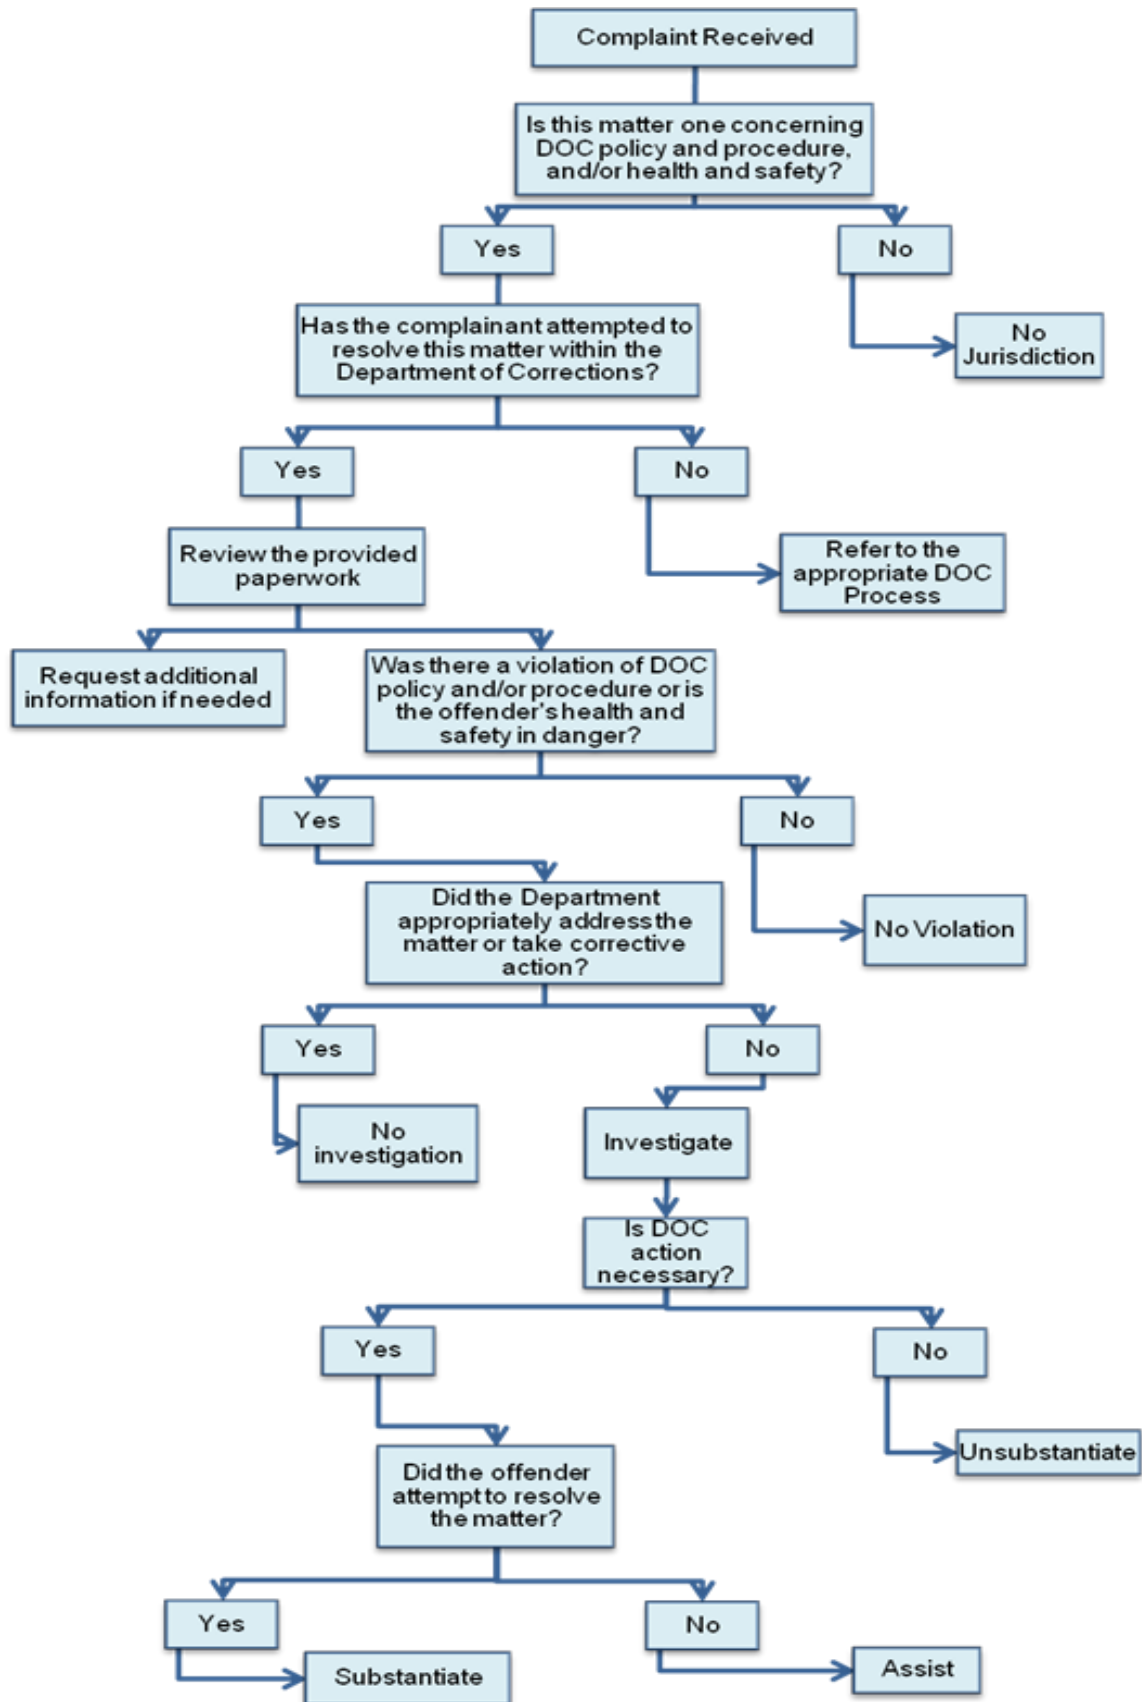 Complaint Received
Is this matter one concerning
DOC policy and procedure,
and/or health and safety?
Yes
No
No
Jurisdiction
Has the complainant attempted to
resolve this matter within the
Department of Corrections?
Yes
No
Review the provided
paperwork
Refer to the
appropriate DOC
Process
Request additional
information if needed
Was there a violation of DOC
policy and/or procedure or is
the offender's health and
safety in danger?
Yes
No
No Violation
Did the Department
appropriately address the
matter or take corrective
action?
Yes
No
No
investigation
Investigate
Is DOC
action
necessary?
Yes
No
Unsubstantiate
Did the offender
attempt to resolve
the matter?
Yes
No
Substantiate
Assist